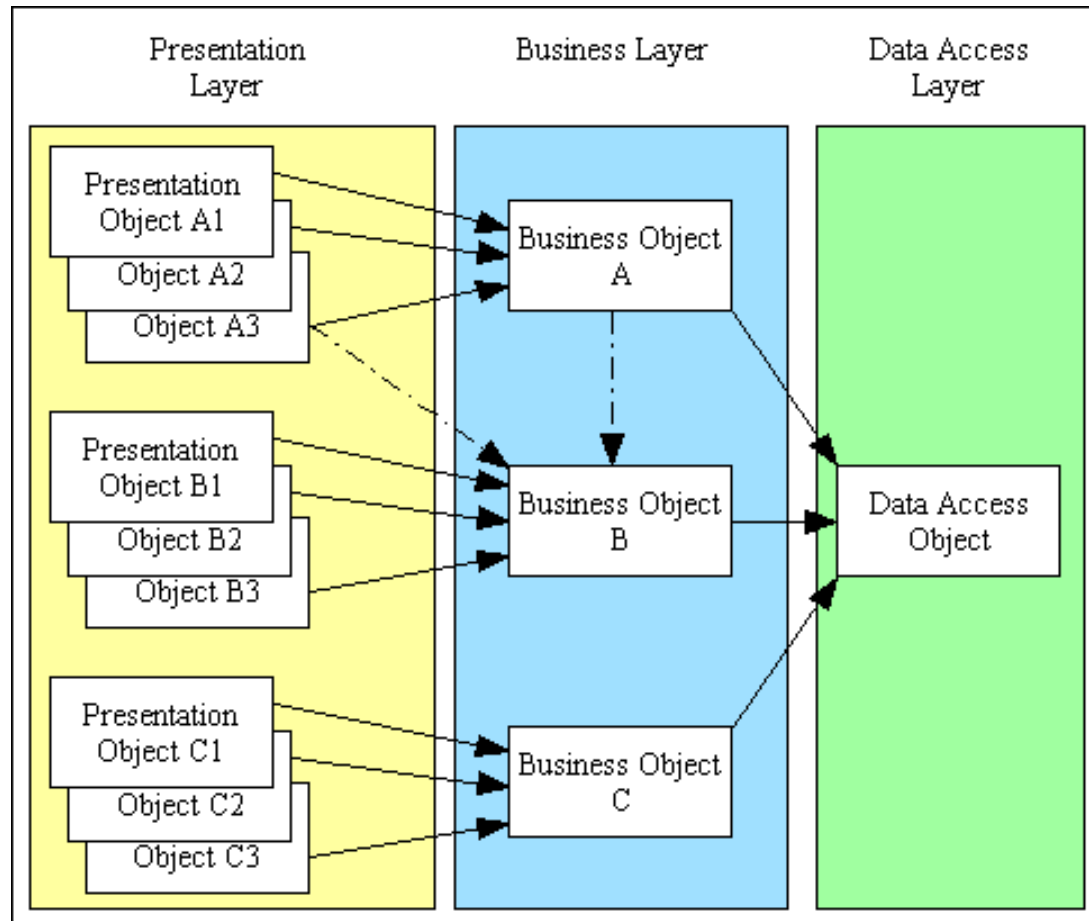 Presentation
Layer
Business Layer
Data Access
Layer
Presentation
Object A1
Object A2
Object A3
Business Object
A
Presentation
Object B1
Object B2
Object B3
Business Object
B
Data Access
Object
Presentation
Object C1
Object C2
Object C3
Business Object
C